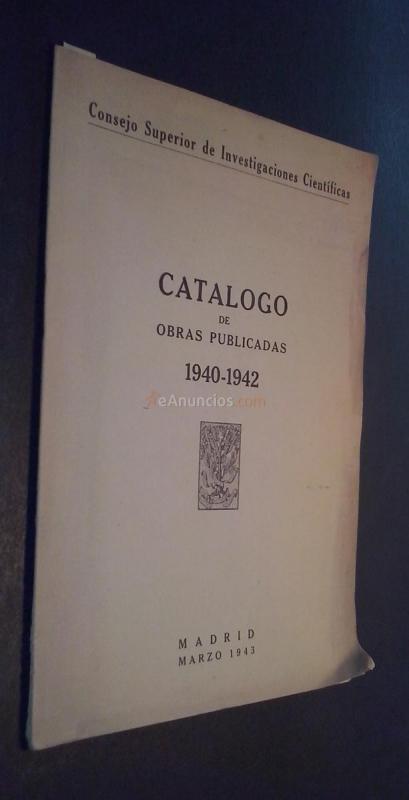 Consejo Superior de Investigaciones Científicas
CATALOGO
DE
OBRAS PUBLICADAS
1940-1942
eAnuncios.com
MADRID
MARZO 1943